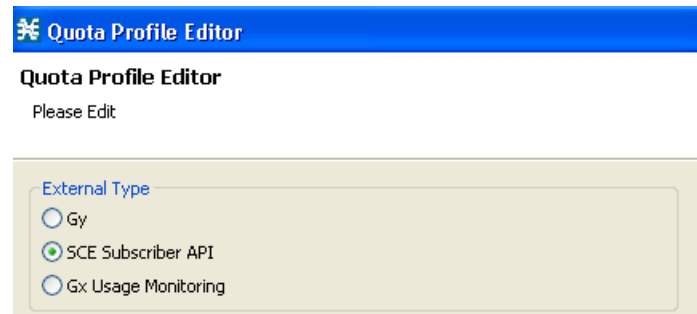 Quota Profile Editor
Quota Profile Editor
Please Edit
External Type
Gy
SCE Subscriber API
Gx Usage Monitoring